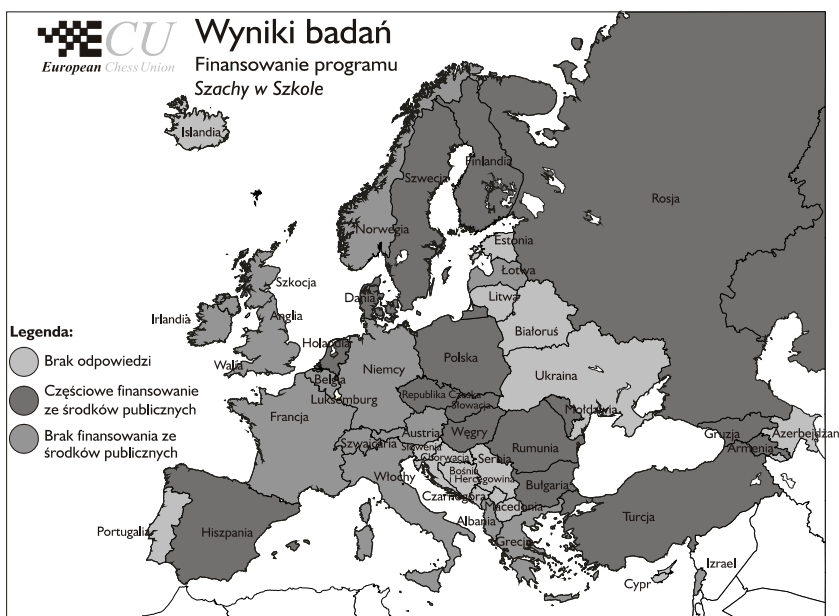 ECU
European Chess Union
Wyniki badań
Finansowanie programu
Szachy w Szkole
Islandia
Finlandia
Szwecja
Rosja
Norwegia
Estonia
Szkocja
Łotwa
Dania
Litwa
Irlandia
Anglia
Białoruś
Legenda:
Brak odpowiedzi
Częściowe finansowanie
ze środków publicznych
Brak finansowania ze
środków publicznych
Holandia
Walia
Polska
Niemcy
Belgia
Ukraina
Luksemburg
Republika Czeska
Słowacja
Francja
Mołdawia
Austria
Węgry
Szwajcaria
Słowenia
Rumunia
Gruzja
Azerbejdżan
Chorwacja
Serbia
Armenia
Bośnia
i Hercegowina
Włochy
Bułgaria
Czarnogóra
Macedonia
Albania
Turcja
Portugalia
Hiszpania
Grecja
Izrael
Cypr